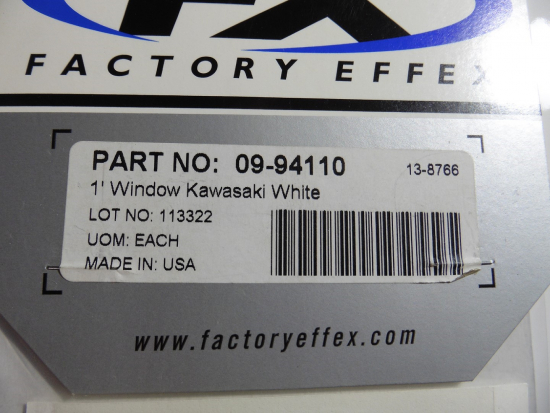 FX
FACTORY EFFEX
PART NO: 09-94110 13-8766
1' Window Kawasaki White
LOT NO: 113322
UOM: EACH
MADE IN: USA
www.factoryeffex.com